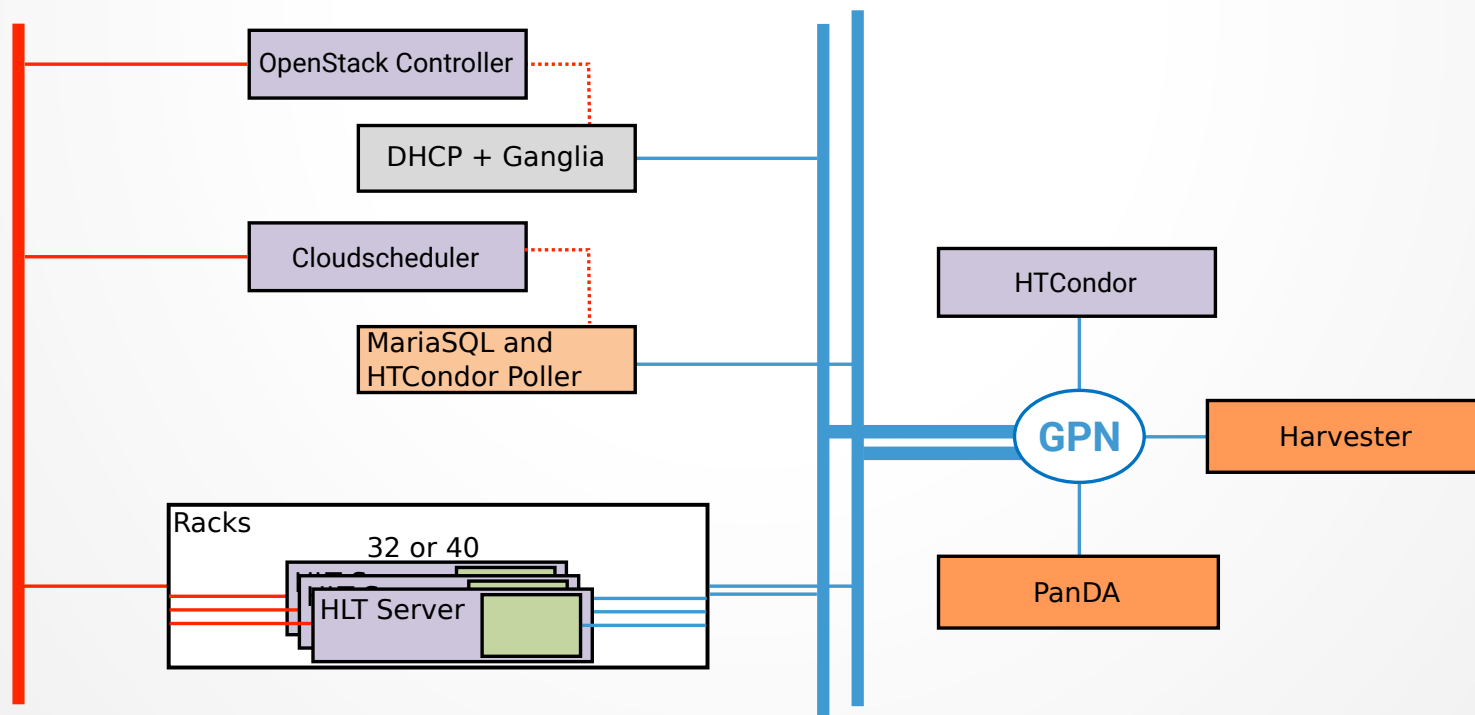 OpenStack Controller
DHCP + Ganglia
Cloudscheduler
MariaSQL and
HTCondor Poller
HTCondor
GPN
Harvester
PanDA
Racks
32 or 40
HLT Server